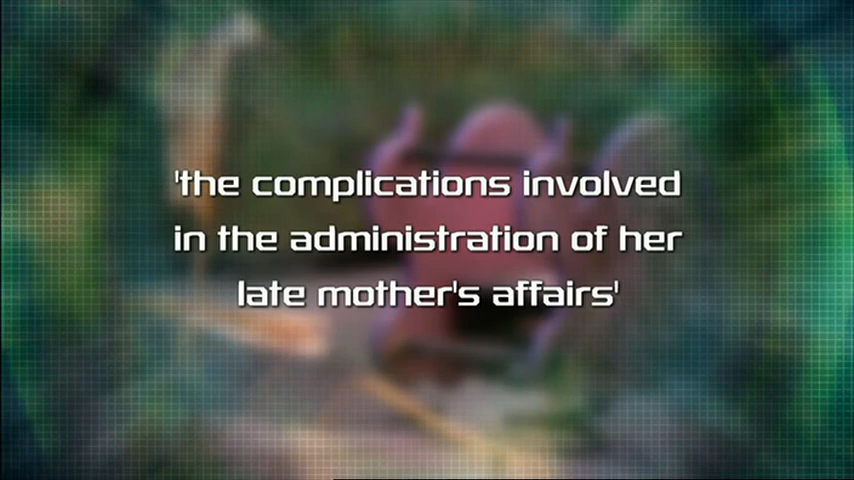 'the complications involved
in the administration of her
late mother's affairs'